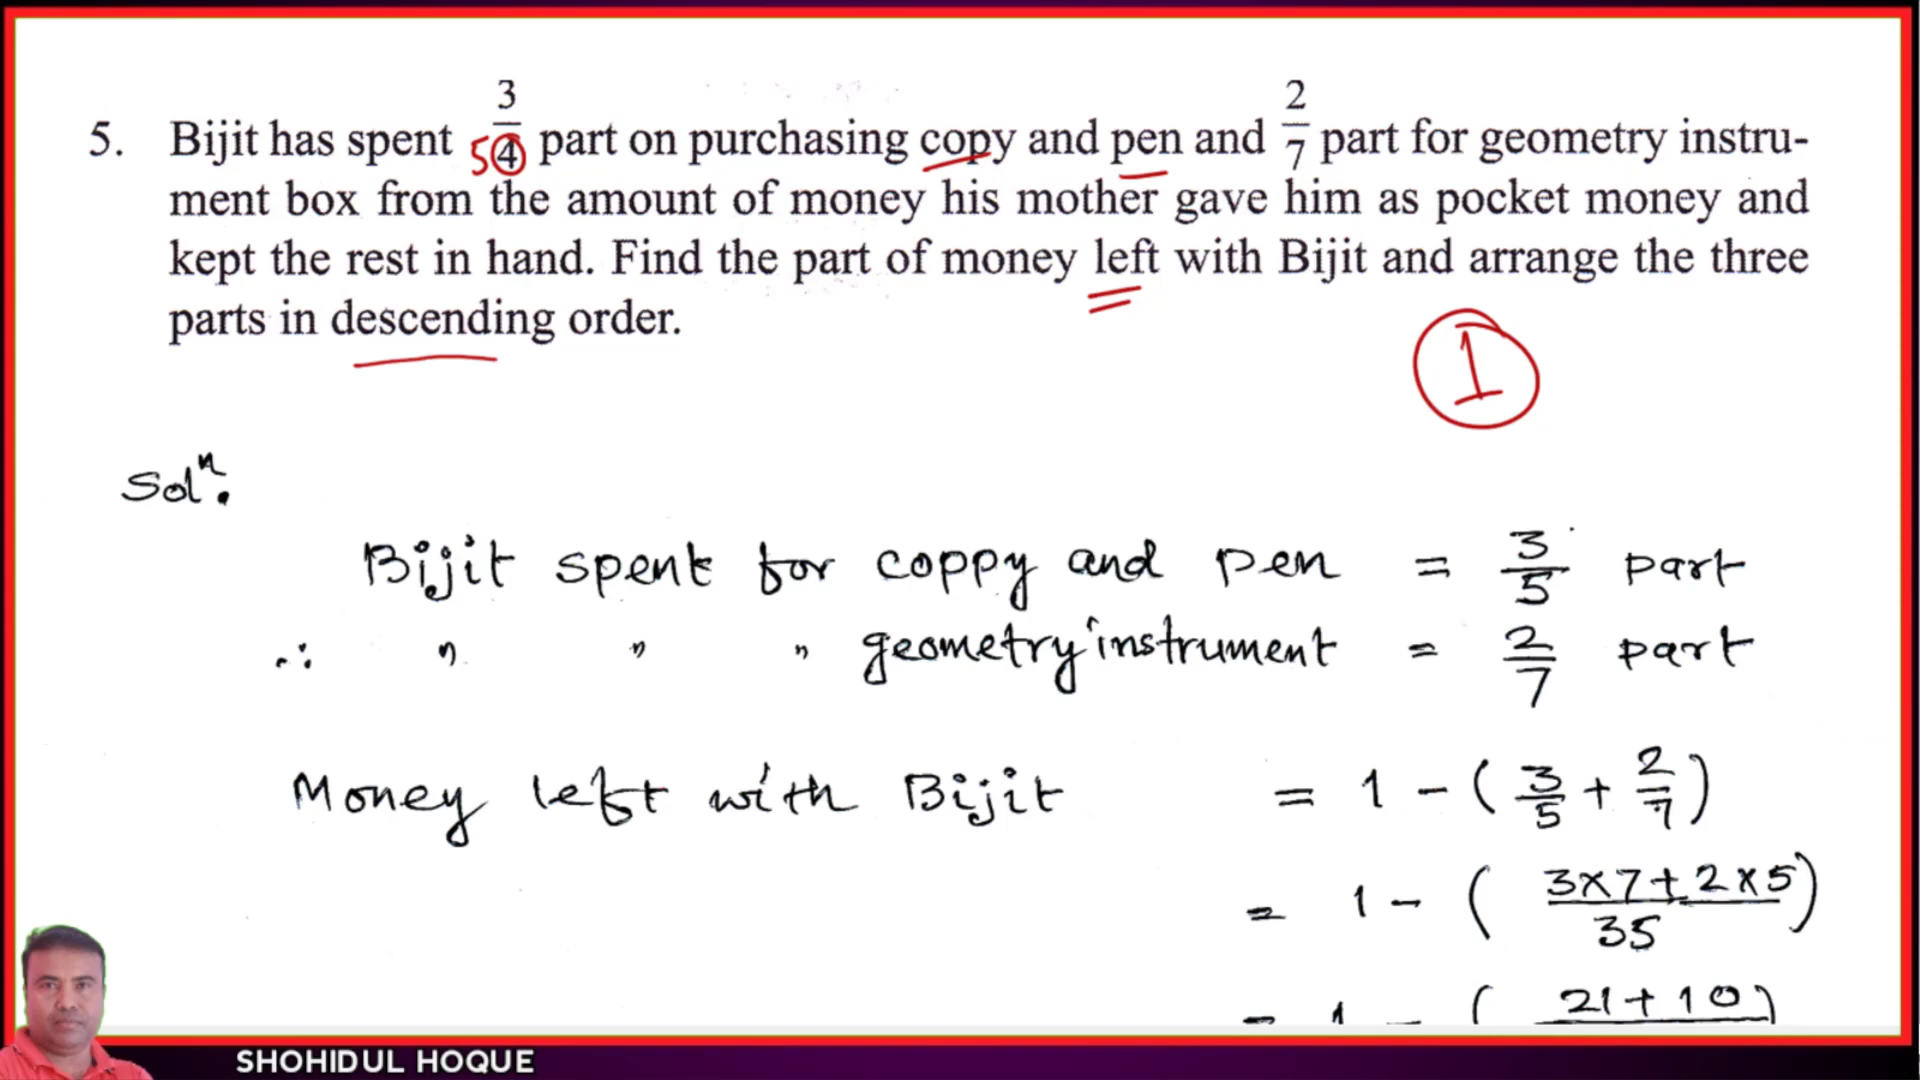 5. Bijit has spent 3/4 5 part on purchasing copy and pen and 2/7 part for geometry instru-
ment box from the amount of money his mother gave him as pocket money and
kept the rest in hand. Find the part of money left with Bijit and arrange the three
parts in descending order.
1
Solⁿ:
Bijit spent for coppy and pen = 3/5 part
∴ " " " geometry instrument = 2/7 part
Money left with Bijit = 1 - (3/5 + 2/7)
= 1 - (3×7+2×5/35)
= 1 - (21+10)
SHOHIDUL HOQUE